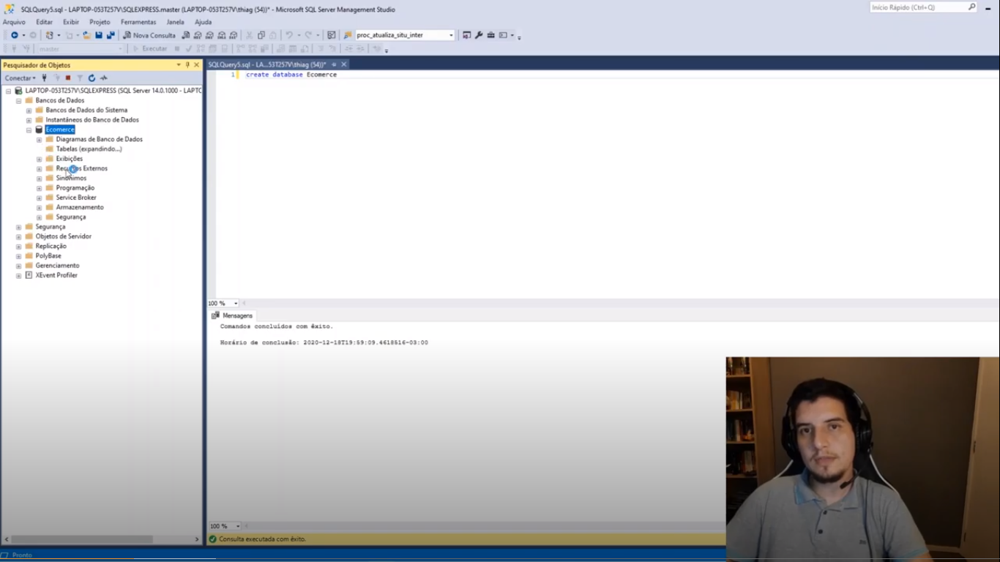 SQLQuery5.sql - LAPTOP-053T257V\SQLEXPRESS.master (LAPTOP-053T257V\thiag (54))* - Microsoft SQL Server Management Studio
Início Rápido (Ctrl+Q)
Arquivo Editar Exibir Projeto Ferramentas Janela Ajuda
Nova Consulta proc_atualiza_situ_inter
master Executar
Pesquisador de Objetos
SQLQuery5.sql - LA...53T257V\thiag (54))*
Conectar
1 create database Ecomerce
LAPTOP-053T257V\SQLEXPRESS (SQL Server 14.0.1000 - LAPTC
Bancos de Dados
Bancos de Dados do Sistema
Instantâneos do Banco de Dados
Ecomerce
Diagramas de Banco de Dados
Tabelas (expandindo...)
Exibições
Recursos Externos
Sinônimos
Programação
Service Broker
Armazenamento
Segurança
Segurança
Objetos de Servidor
Replicação
PolyBase
Gerenciamento
XEvent Profiler
100 %
Mensagens
Comandos concluídos com êxito.
Horário de conclusão: 2020-12-18T19:59:09.4618516-03:00
100 %
Consulta executada com êxito.
Pronto